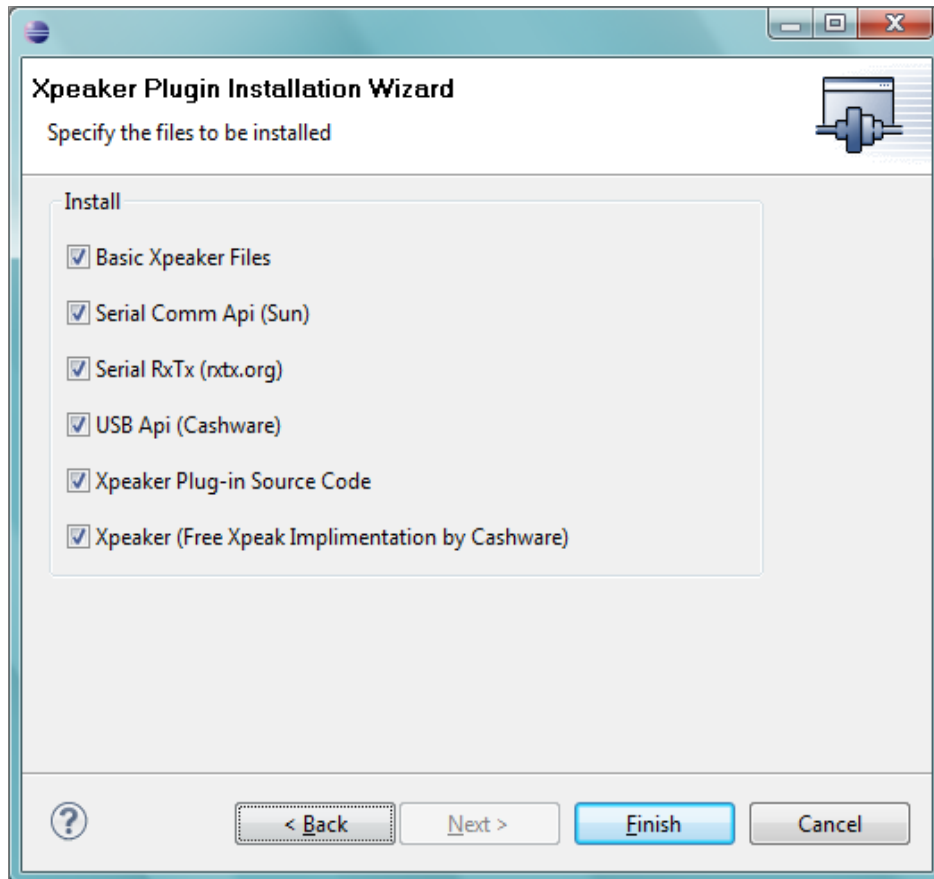 Xpeaker Plugin Installation Wizard
Specify the files to be installed
Install
Basic Xpeaker Files
Serial Comm Api (Sun)
Serial RxTx (rxtx.org)
USB Api (Cashware)
Xpeaker Plug-in Source Code
Xpeaker (Free Xpeak Implimentation by Cashware)
?
< Back
Next >
Finish
Cancel